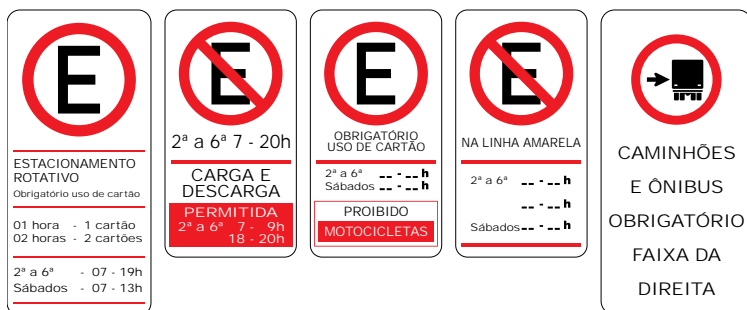 E
ESTACIONAMENTO
ROTATIVO
Obrigatório uso de cartão
01 hora - 1 cartão
02 horas - 2 cartões
2ª a 6ª - 07 - 19h
Sábados - 07 - 13h
E
2ª a 6ª 7 - 20h
CARGA E
DESCARGA
PERMITIDA
2ª a 6ª 7 - 9h
18 - 20h
E
OBRIGATÓRIO
USO DE CARTÃO
2ª a 6ª -- - -- h
Sábados -- - -- h
PROIBIDO
MOTOCICLETAS
E
NA LINHA AMARELA
2ª a 6ª -- - -- h
-- - -- h
Sábados -- - -- h
CAMINHÕES
E ÔNIBUS
OBRIGATÓRIO
FAIXA DA
DIREITA